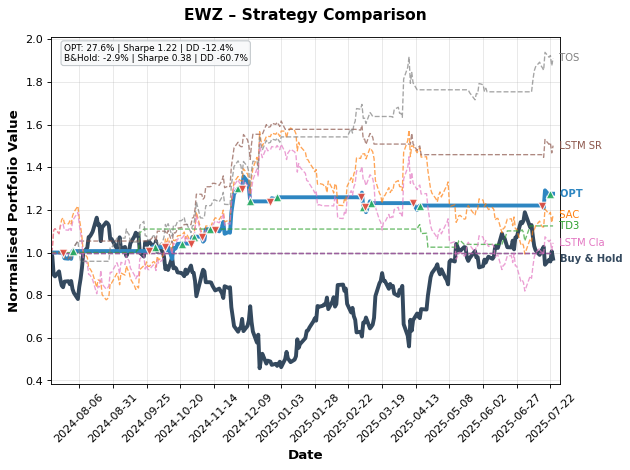 EWZ – Strategy Comparison
OPT: 27.6% | Sharpe 1.22 | DD -12.4%
B&Hold: -2.9% | Sharpe 0.38 | DD -60.7%
Normalised Portfolio Value
2.0
1.8
1.6
1.4
1.2
1.0
0.8
0.6
0.4
TOS
LSTM SR
OPT
SAC
TD3
LSTM Cla
Buy & Hold
2024-08-06
2024-08-31
2024-09-25
2024-10-20
2024-11-14
2024-12-09
2025-01-03
2025-01-28
2025-02-22
2025-03-19
2025-04-13
2025-05-08
2025-06-02
2025-06-27
2025-07-22
Date